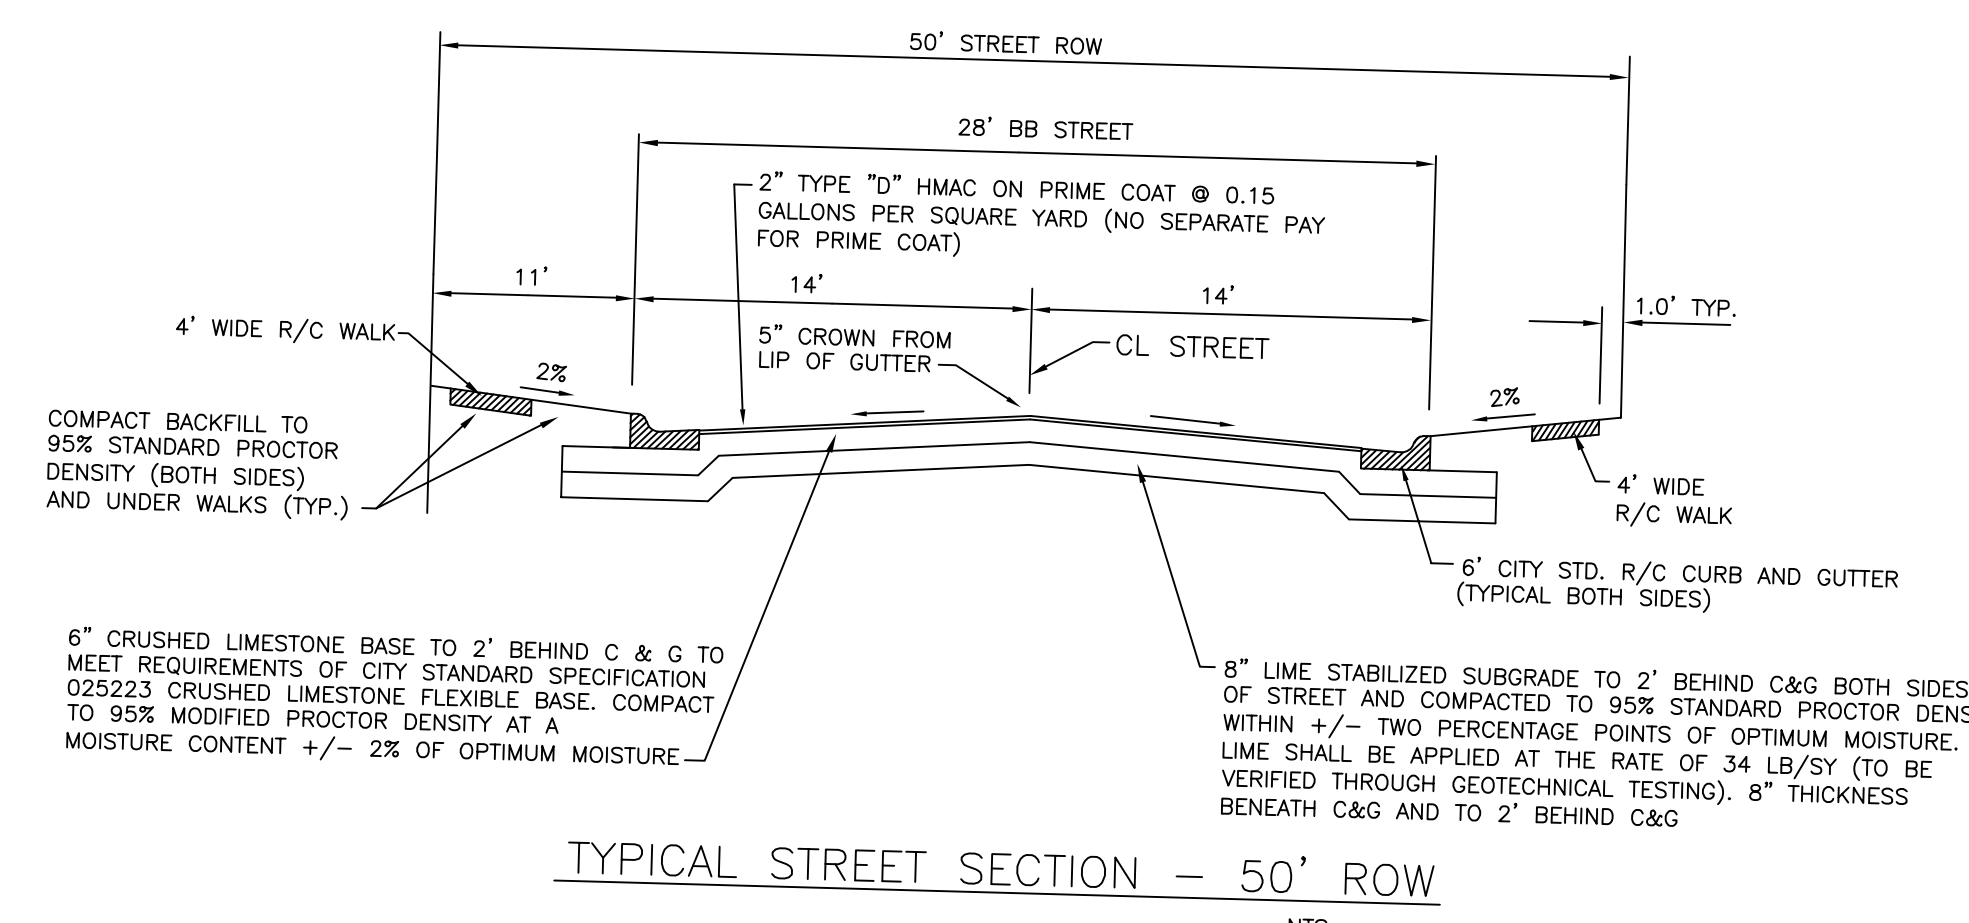 50' STREET ROW
28' BB STREET
2" TYPE "D" HMAC ON PRIME COAT @ 0.15
GALLONS PER SQUARE YARD (NO SEPARATE PAY
FOR PRIME COAT)
11'
14'
14'
1.0' TYP.
4' WIDE R/C WALK
5" CROWN FROM
LIP OF GUTTER
CL STREET
2%
2%
COMPACT BACKFILL TO
95% STANDARD PROCTOR
DENSITY (BOTH SIDES)
AND UNDER WALKS (TYP.)
4' WIDE
R/C WALK
6' CITY STD. R/C CURB AND GUTTER
(TYPICAL BOTH SIDES)
6" CRUSHED LIMESTONE BASE TO 2' BEHIND C & G TO
MEET REQUIREMENTS OF CITY STANDARD SPECIFICATION
025223 CRUSHED LIMESTONE FLEXIBLE BASE. COMPACT
TO 95% MODIFIED PROCTOR DENSITY AT A
MOISTURE CONTENT +/- 2% OF OPTIMUM MOISTURE
8" LIME STABILIZED SUBGRADE TO 2' BEHIND C&G BOTH SIDES
OF STREET AND COMPACTED TO 95% STANDARD PROCTOR
WITHIN +/- TWO PERCENTAGE POINTS OF OPTIMUM MOISTURE.
LIME SHALL BE APPLIED AT THE RATE OF 34 LB/SY (TO BE
VERIFIED THROUGH GEOTECHNICAL TESTING). 8" THICKNESS
BENEATH C&G AND TO 2' BEHIND C&G
TYPICAL STREET SECTION - 50' ROW